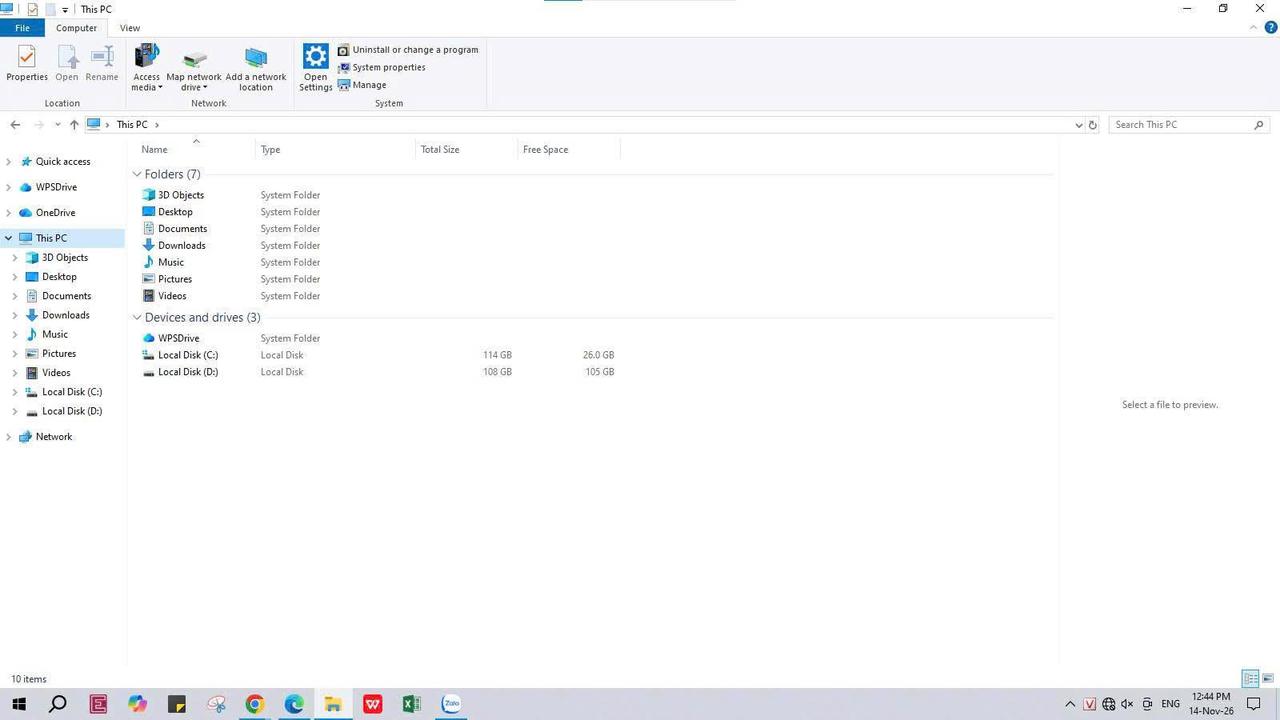 This PC
File Computer View
Properties Open Rename Access media Map network drive Add a network location Open Settings Uninstall or change a program
System properties
Manage
Location Network System
This PC Search This PC
Name Type Total Size Free Space
Quick access
WPSDrive
OneDrive
This PC
3D Objects
Desktop
Documents
Downloads
Music
Pictures
Videos
Local Disk (C:)
Local Disk (D:)
Network
Folders (7)
3D Objects System Folder
Desktop System Folder
Documents System Folder
Downloads System Folder
Music System Folder
Pictures System Folder
Videos System Folder
Devices and drives (3)
WPSDrive System Folder
Local Disk (C:) Local Disk 114 GB 26.0 GB
Local Disk (D:) Local Disk 108 GB 105 GB
Select a file to preview.
10 items
Zalo
ENG
12:44 PM
14-Nov-26